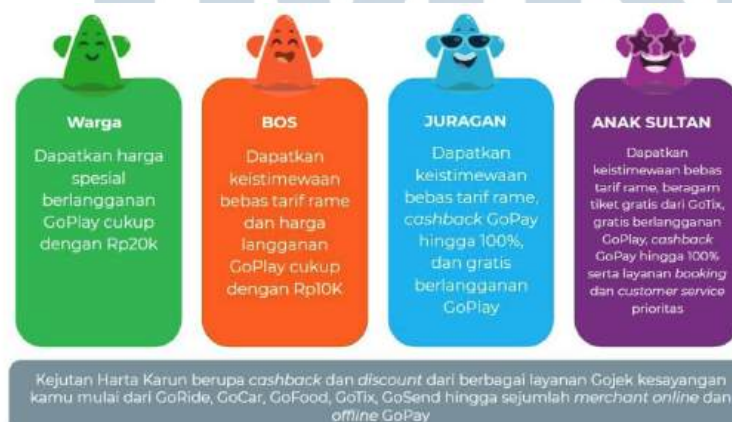 Warga
Dapatkan harga
spesial
berlangganan
GoPlay cukup
dengan Rp20k
BOS
Dapatkan
keistimewaan
bebas tarif rame
dan harga
langganan
GoPlay cukup
dengan Rp10K
JURAGAN
Dapatkan
keistimewaan
bebas tarif rame,
cashback GoPay
hingga 100%,
dan gratis
berlangganan
GoPlay
ANAK SULTAN
Dapatkan
keistimewaan bebas
tarif rame, beragam
tiket gratis dari GoTix,
gratis berlangganan
GoPlay, cashback
GoPay hingga 100%
serta layanan booking
dan customer service
prioritas
Kejutan Harta Karun berupa cashback dan discount dari berbagai layanan Gojek kesayangan
kamu mulai dari GoRide, GoCar, GoFood, GoTix, GoSend hingga sejumlah merchant online dan
offline GoPay